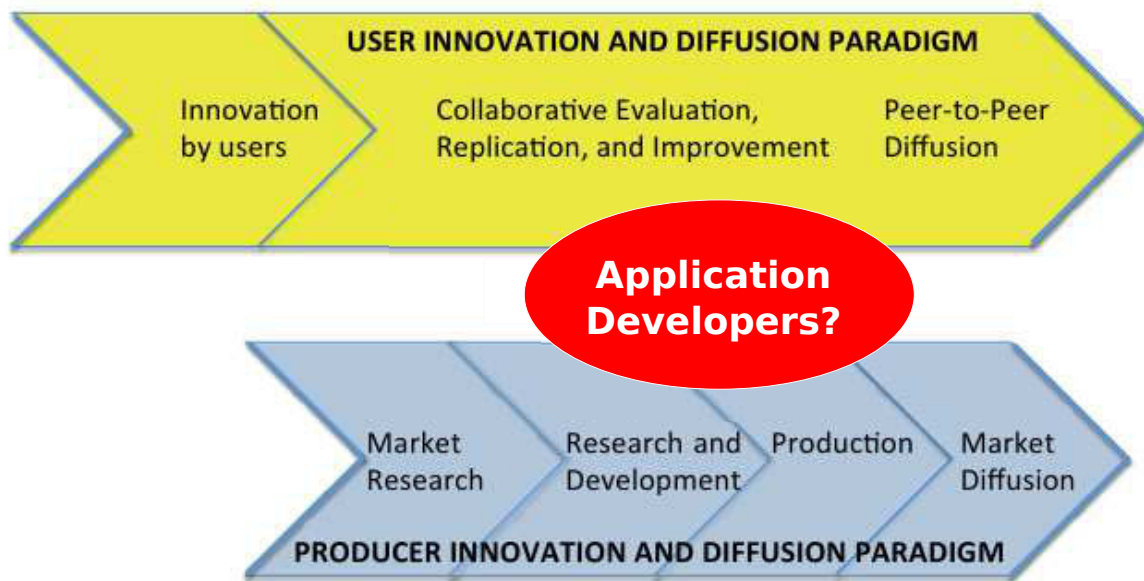 USER INNOVATION AND DIFFUSION PARADIGM
Innovation
by users
Collaborative Evaluation,
Replication, and Improvement
Peer-to-Peer
Diffusion
Application
Developers?
Market
Research
Research and
Development
Production
Market
Diffusion
PRODUCER INNOVATION AND DIFFUSION PARADIGM